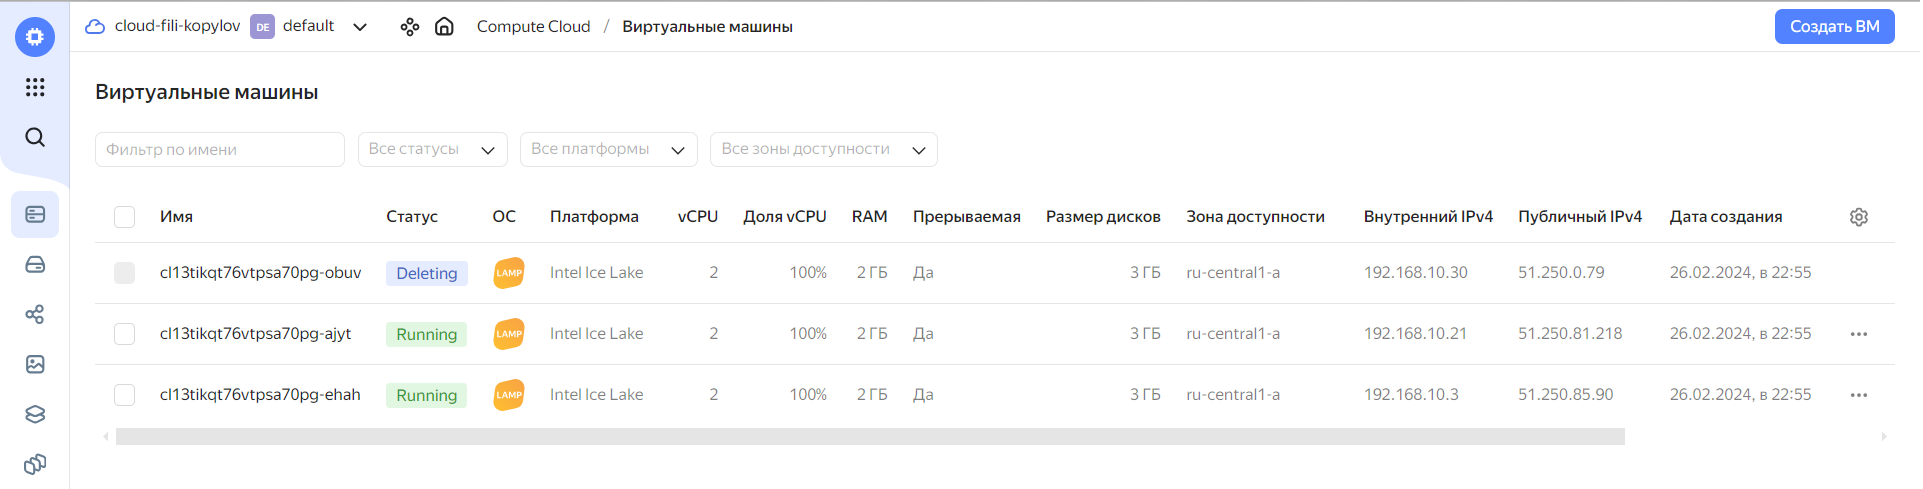 cloud-fili-kopylov DE default Compute Cloud / Виртуальные машины Создать ВМ
Виртуальные машины
Фильтр по имени Все статусы Все платформы Все зоны доступности
Имя Статус ОС Платформа vCPU Доля vCPU RAM Прерываемая Размер дисков Зона доступности Внутренний IPv4 Публичный IPv4 Дата создания
cl13tikqt76vtpsa70pg-obuv Deleting LAMP Intel Ice Lake 2 100% 2 ГБ Да 3 ГБ ru-central1-a 192.168.10.30 51.250.0.79 26.02.2024, в 22:55
cl13tikqt76vtpsa70pg-ajyt Running LAMP Intel Ice Lake 2 100% 2 ГБ Да 3 ГБ ru-central1-a 192.168.10.21 51.250.81.218 26.02.2024, в 22:55
cl13tikqt76vtpsa70pg-ehah Running LAMP Intel Ice Lake 2 100% 2 ГБ Да 3 ГБ ru-central1-a 192.168.10.3 51.250.85.90 26.02.2024, в 22:55